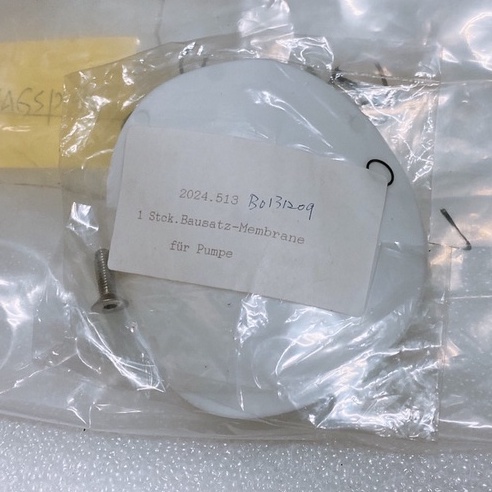 2024.513 B0131209
1 Stck.Bausatz-Membrane
für Pumpe